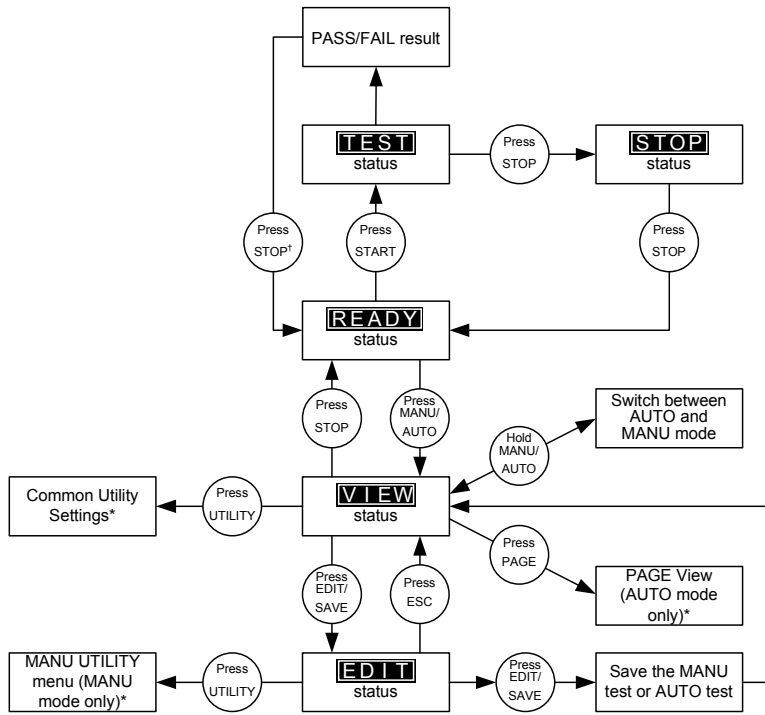 PASS/FAIL result
TEST
status
Press
STOP
STOP
status
Press
STOP†
Press
START
Press
STOP
READY
status
Press
STOP
Press
MANU/
AUTO
Hold
MANU/
AUTO
Switch between
AUTO and
MANU mode
Common Utility
Settings*
Press
UTILITY
VIEW
status
Press
PAGE
PAGE View
(AUTO mode
only)*
Press
EDIT/
SAVE
Press
ESC
MANU UTILITY
menu (MANU
mode only)*
Press
UTILITY
EDIT
status
Press
EDIT/
SAVE
Save the MANU
test or AUTO test